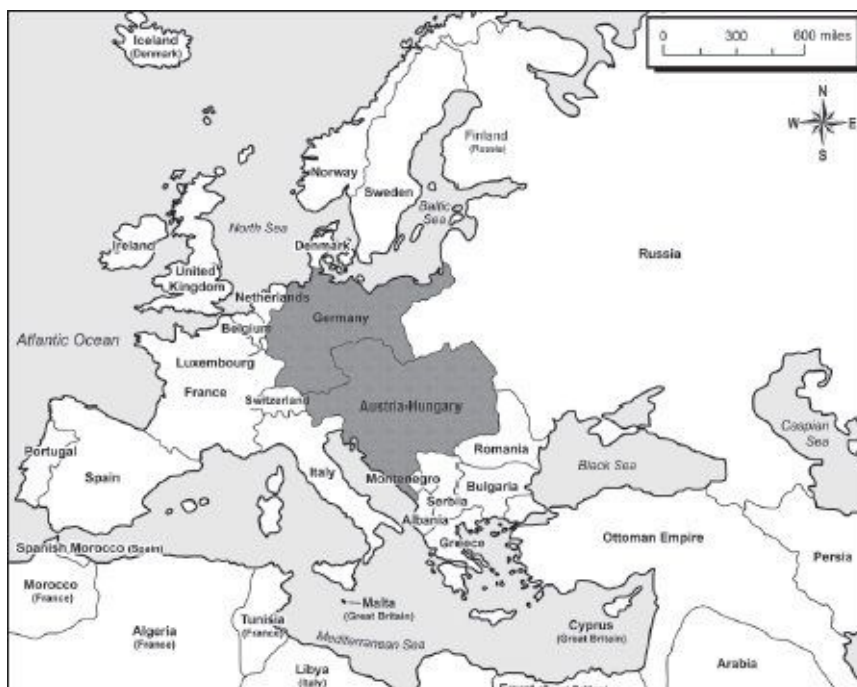 Iceland
(Denmark)
0 300 600 miles
N
W E
S
Finland
(Russia)
Norway
Sweden
Baltic
Sea
North Sea
Ireland
Denmark
Russia
United
Kingdom
Netherlands
Germany
Belgium
Atlantic Ocean
Luxembourg
France
Switzerland
Austria-Hungary
Caspian
Sea
Romania
Black Sea
Portugal
Spain
Italy
Montenegro
Bulgaria
Serbia
Albania
Greece
Ottoman Empire
Spanish Morocco (Spain)
Persia
Morocco
(France)
Malta
(Great Britain)
Algeria
(France)
Tunisia
(France)
Cyprus
(Great Britain)
Mediterranean Sea
Libya
(Italy)
Arabia